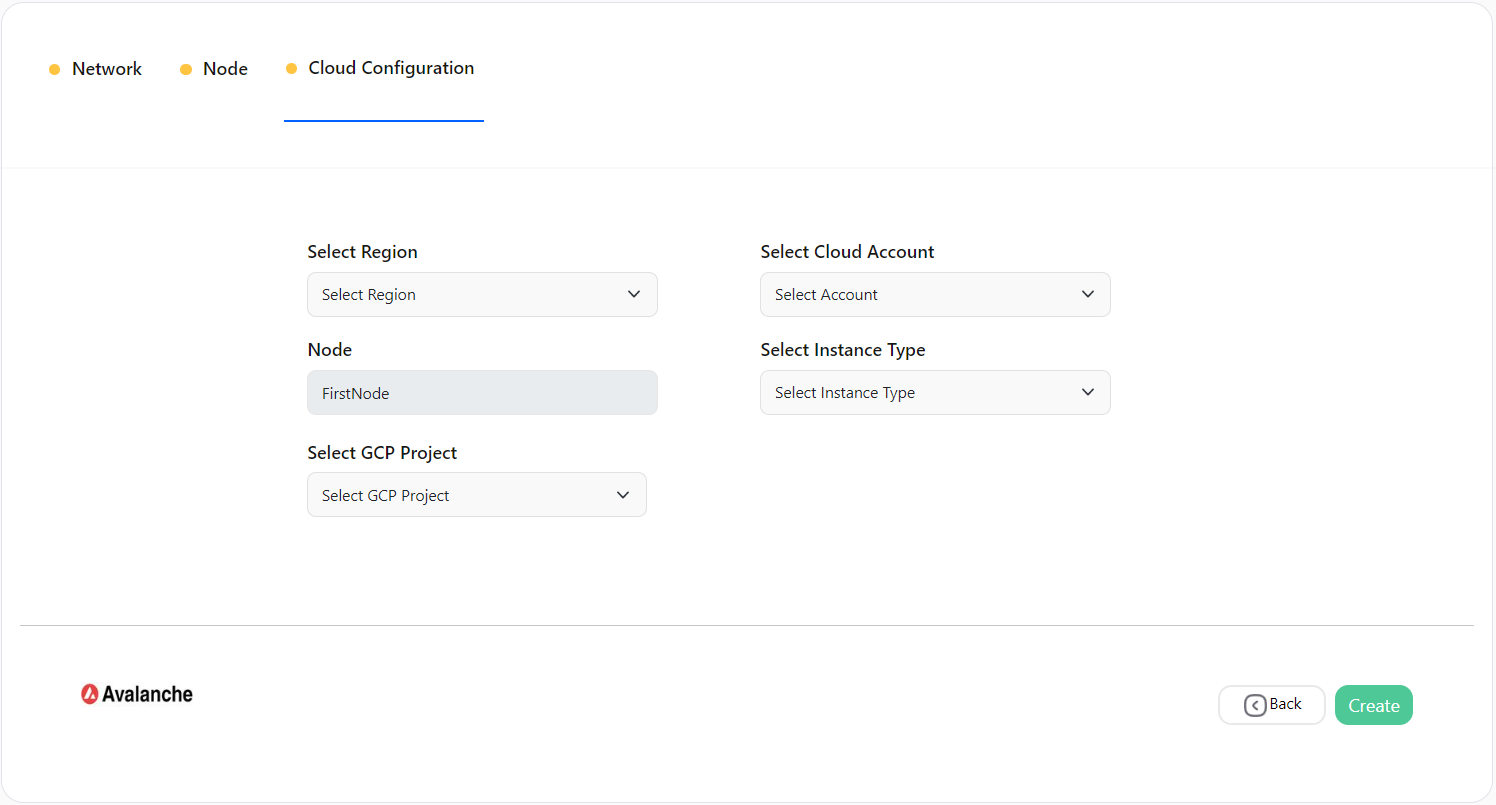 Network
Node
Cloud Configuration
Select Region
Select Cloud Account
Select Region
Select Account
Node
Select Instance Type
FirstNode
Select Instance Type
Select GCP Project
Select GCP Project
Avalanche
Back
Create